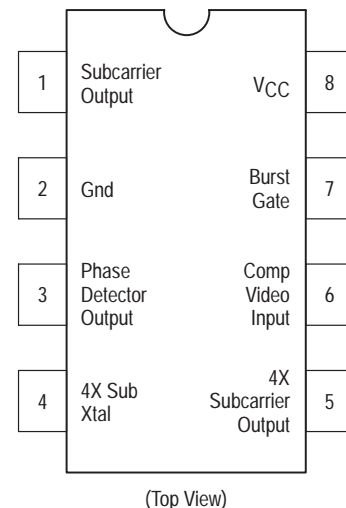 1
Subcarrier
Output
VCC
8
2
Gnd
Burst
Gate
7
3
Phase
Detector
Output
Comp
Video
Input
6
4
4X Sub
Xtal
4X
Subcarrier
Output
5
(Top View)